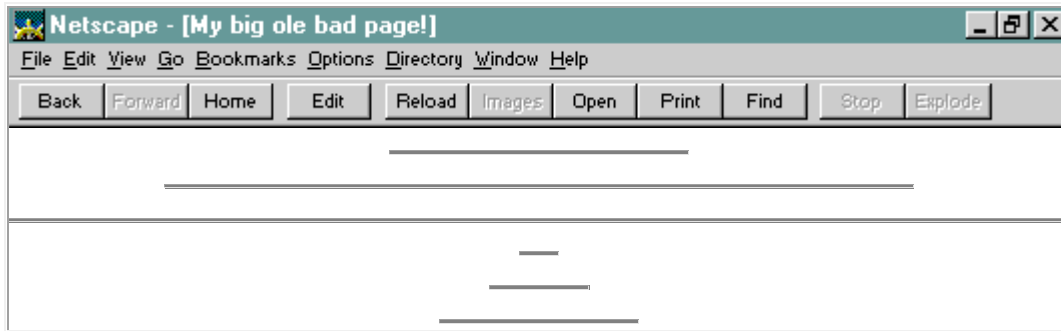 Netscape - [My big ole bad page!]
File Edit View Go Bookmarks Options Directory Window Help
Back Forward Home Edit Reload Images Open Print Find Stop Explode